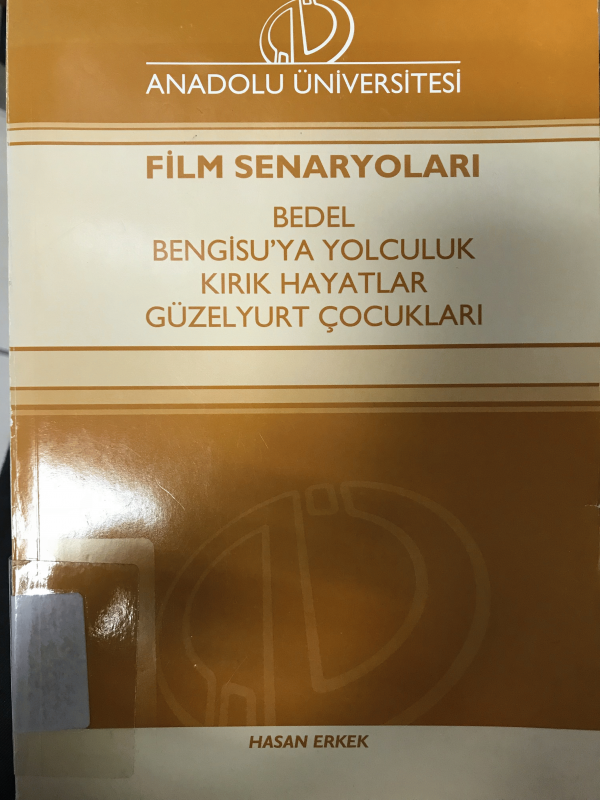 ANADOLU ÜNİVERSİTESİ
FİLM SENARYOLARI
BEDEL
BENGİSU'YA YOLCULUK
KIRIK HAYATLAR
GÜZELYURT ÇOCUKLARI
HASAN ERKEK